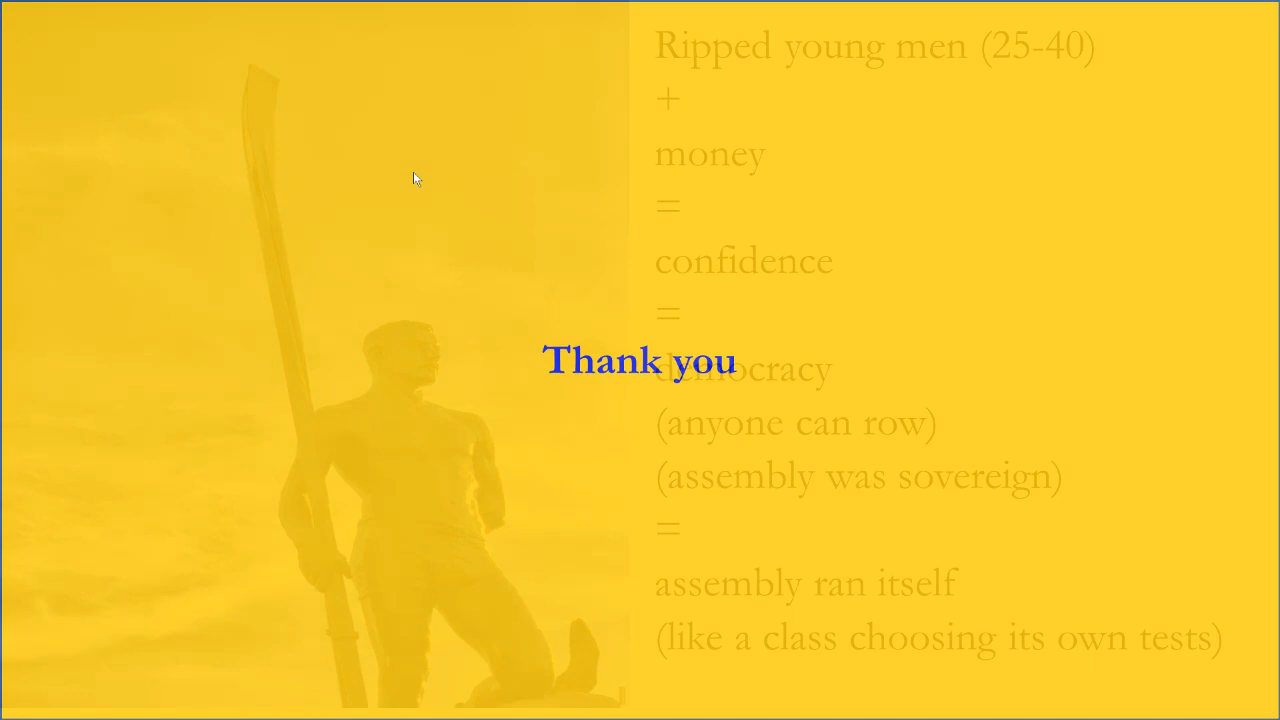 Ripped young men (25-40)
+
money
=
confidence
=
Thank you
democracy
(anyone can row)
(assembly was sovereign)
=
assembly ran itself
(like a class choosing its own tests)